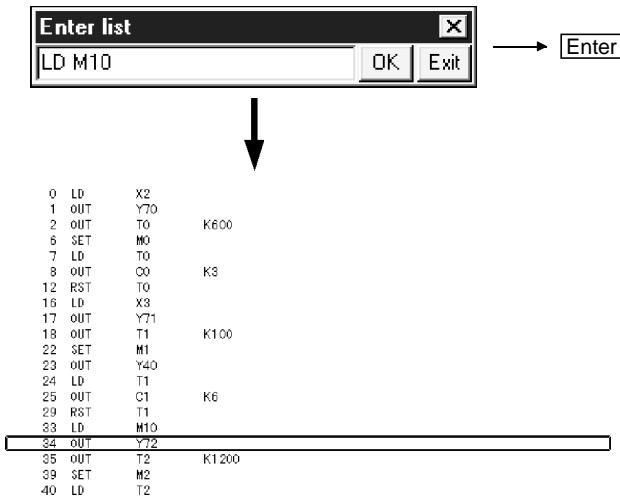 Enter list
LD M10 OK Exit
Enter
0 LD X2
1 OUT Y70
2 OUT T0 K600
6 SET M0
7 LD T0
8 OUT C0 K3
12 RST T0
16 LD X3
17 OUT Y71
18 OUT T1 K100
22 SET M1
23 OUT Y40
24 LD T1
25 OUT C1 K6
29 RST T1
33 LD M10
34 OUT Y72
35 OUT T2 K1200
39 SET M2
40 LD T2